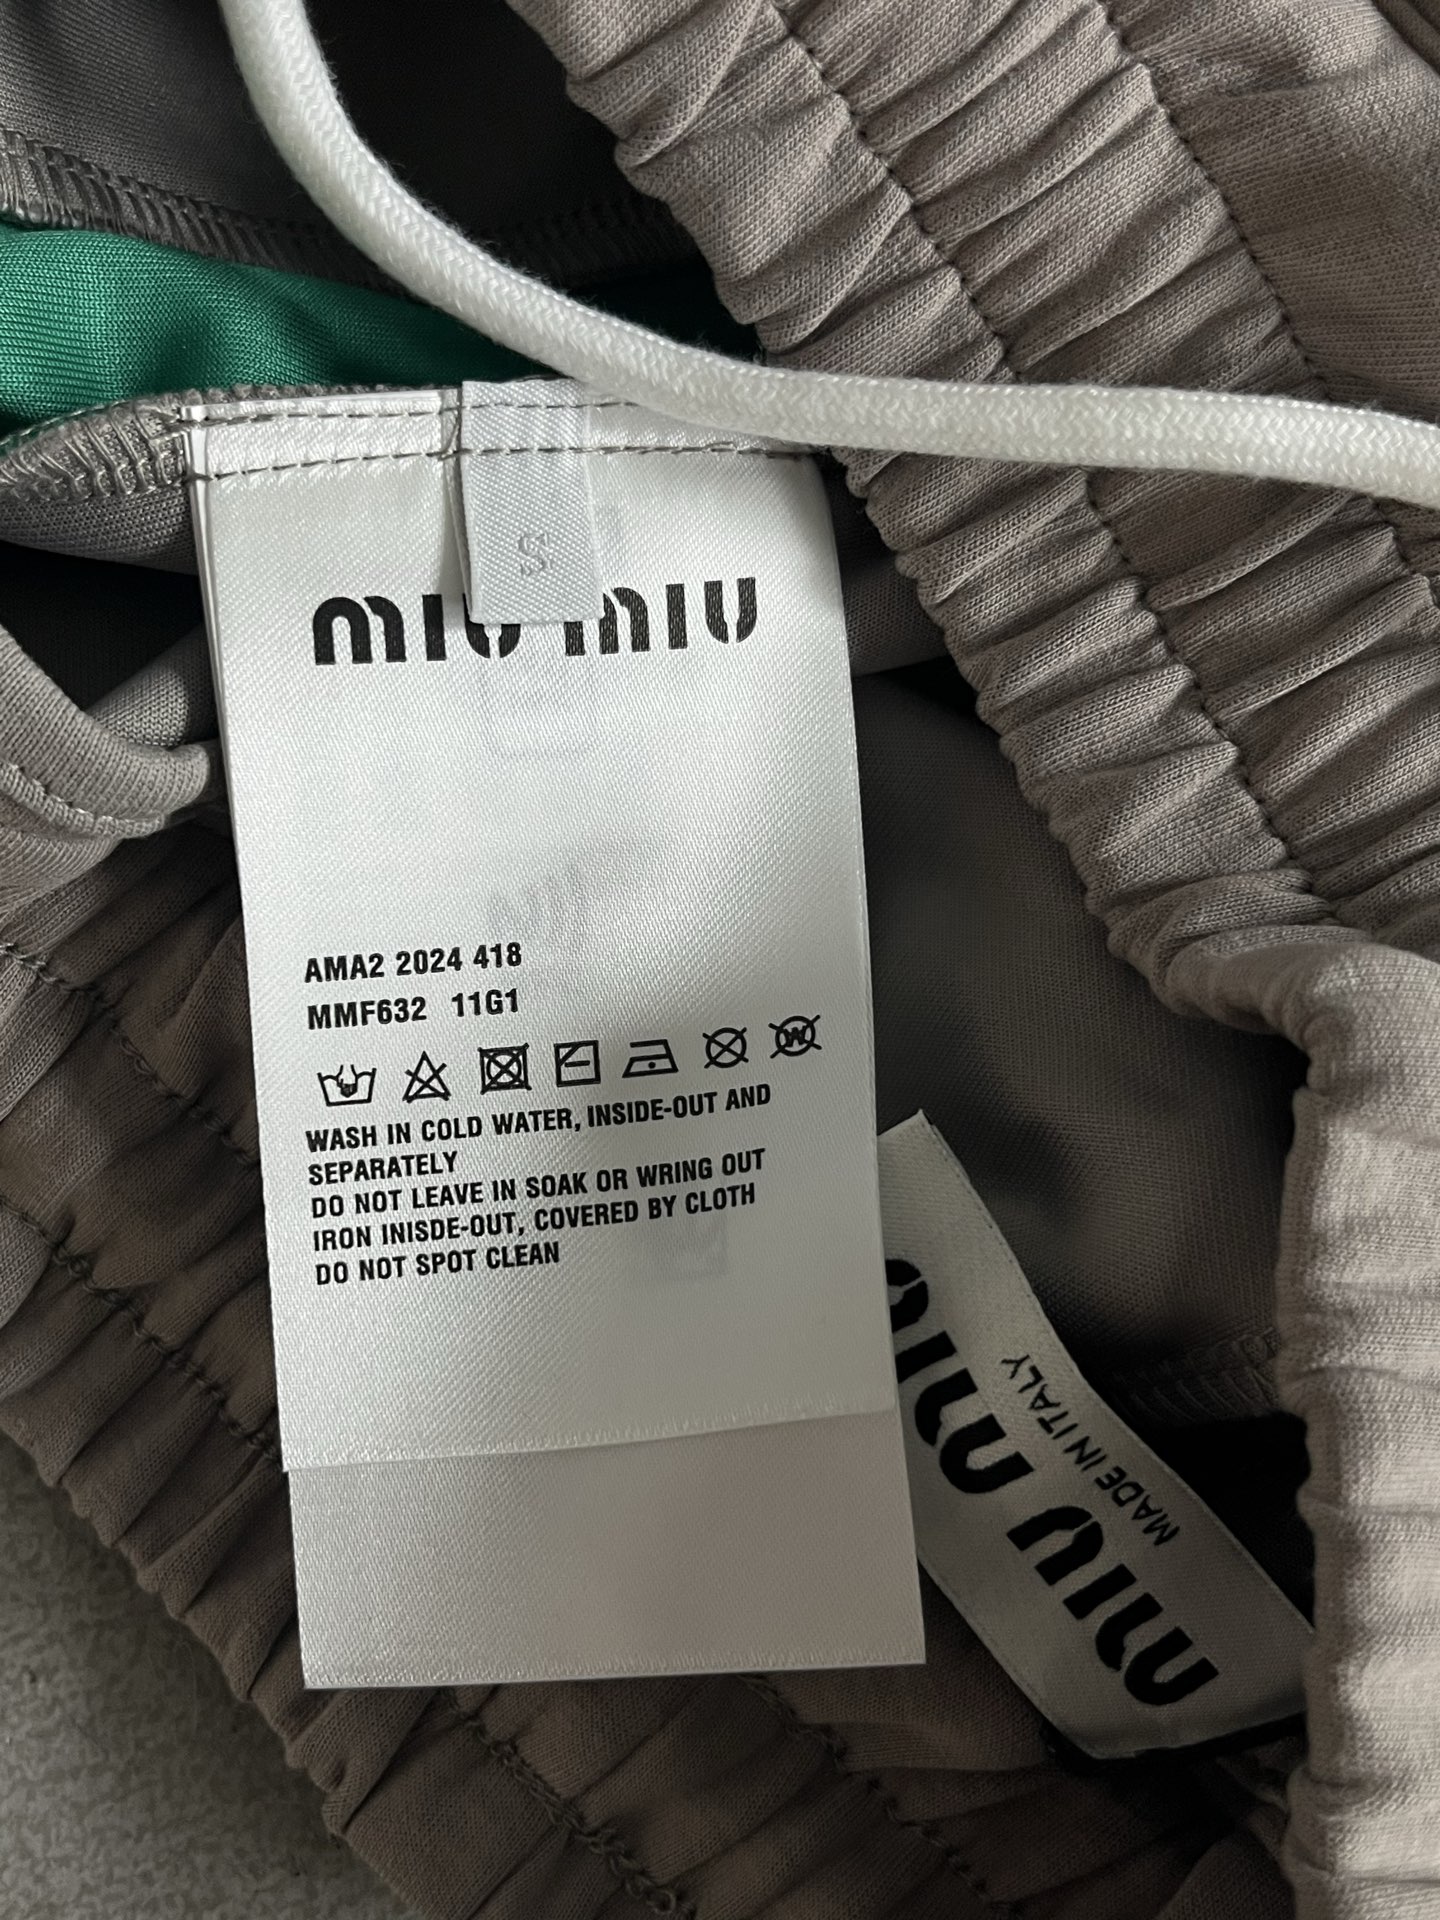 S
miu miu
AMA2 2024 418
MMF632 11G1
W
WASH IN COLD WATER, INSIDE-OUT AND
SEPARATELY
DO NOT LEAVE IN SOAK OR WRING OUT
IRON INISDE-OUT, COVERED BY CLOTH
DO NOT SPOT CLEAN
miu miu
MADE IN ITALY